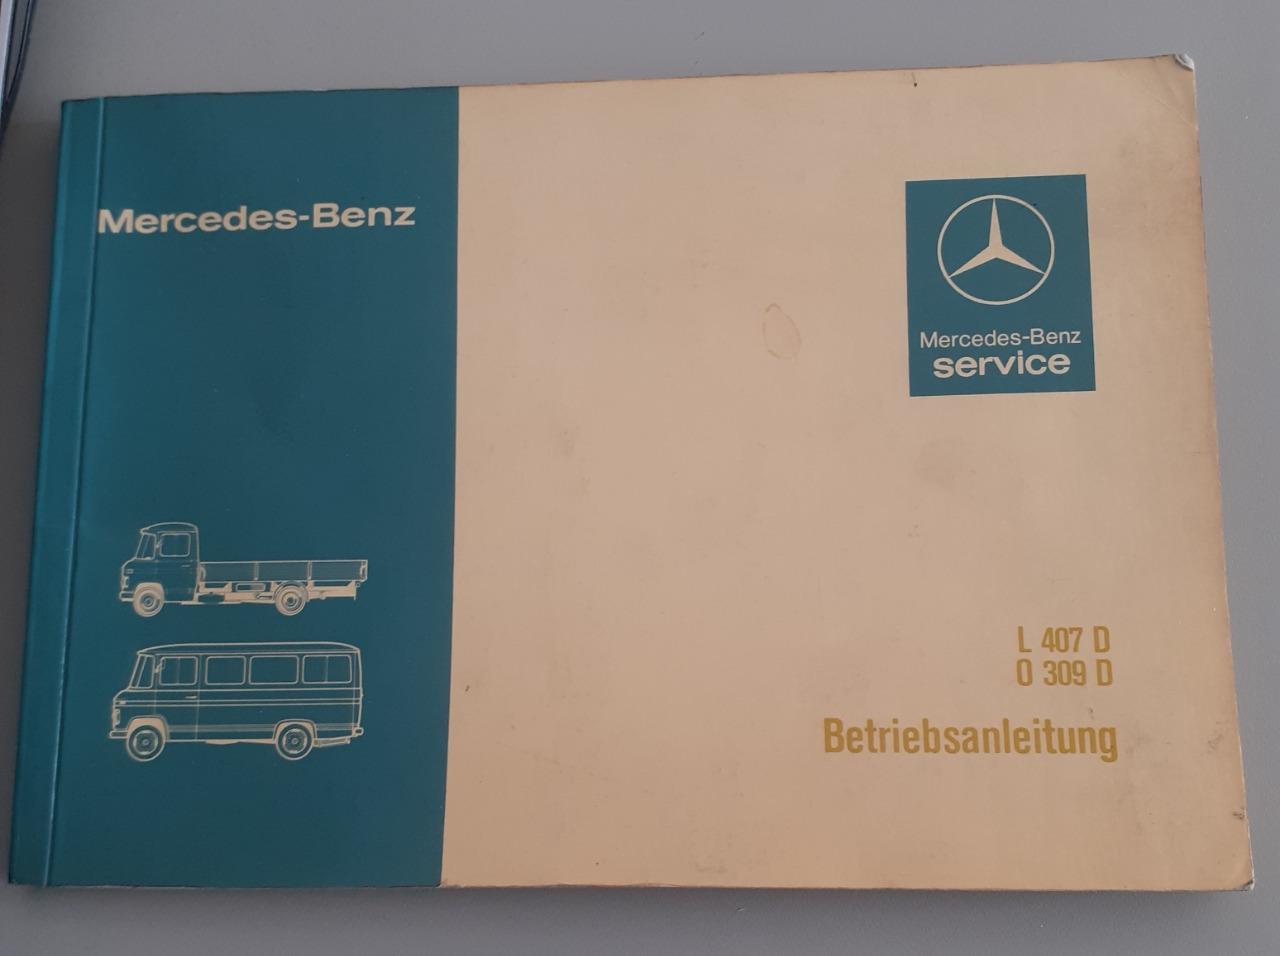 Mercedes-Benz
Mercedes-Benz
service
L 407 D
O 309 D
Betriebsanleitung